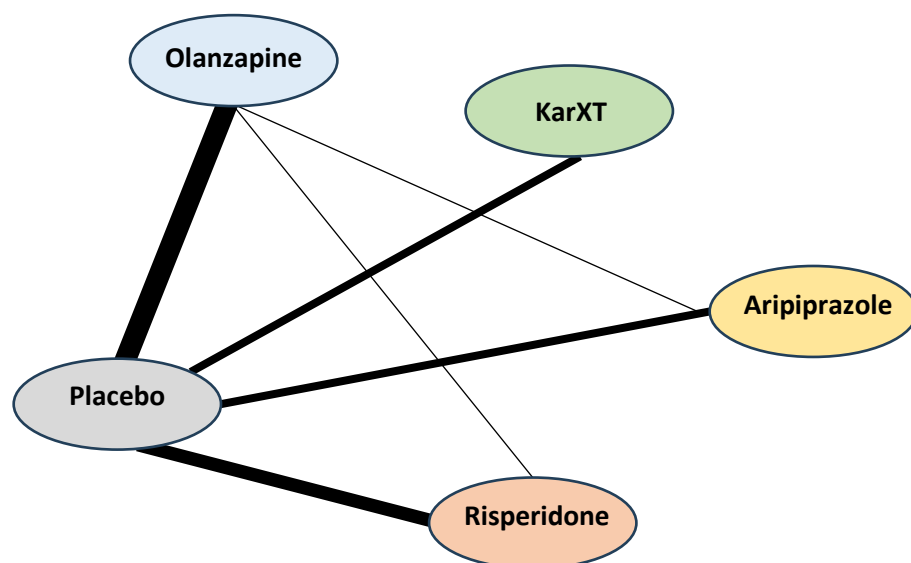 Olanzapine
KarXT
Aripiprazole
Placebo
Risperidone